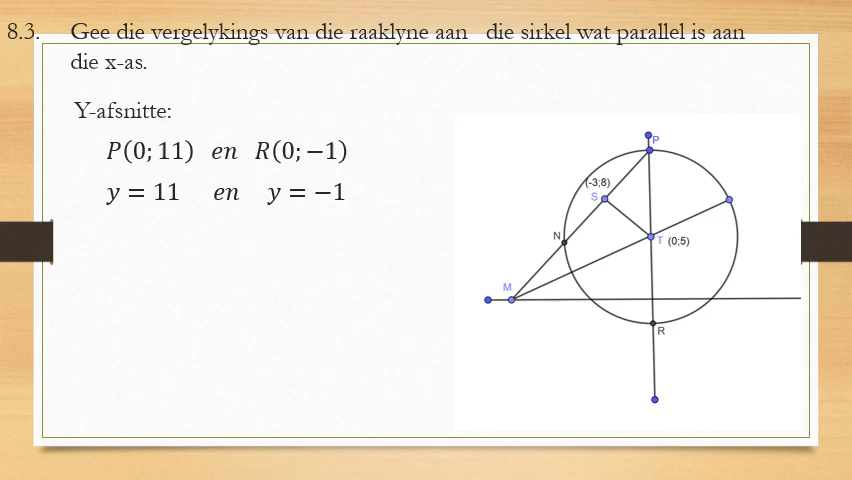 8.3. Gee die vergelykings van die raaklyne aan die sirkel wat parallel is aan
die x-as.
Y-afsnitte:
P(0; 11) en R(0; −1)
y = 11 en y = −1
P
(-3;8)
S
N
T (0;5)
M
R